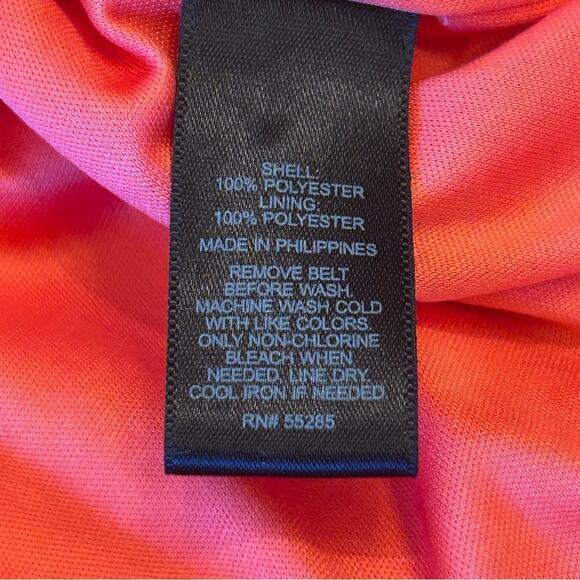 SHELL:
100% POLYESTER
LINING:
100% POLYESTER
MADE IN PHILIPPINES
REMOVE BELT
BEFORE WASH.
MACHINE WASH COLD
WITH LIKE COLORS.
ONLY NON-CHLORINE
BLEACH WHEN
NEEDED. LINE DRY.
COOL IRON IF NEEDED.
RN# 55285